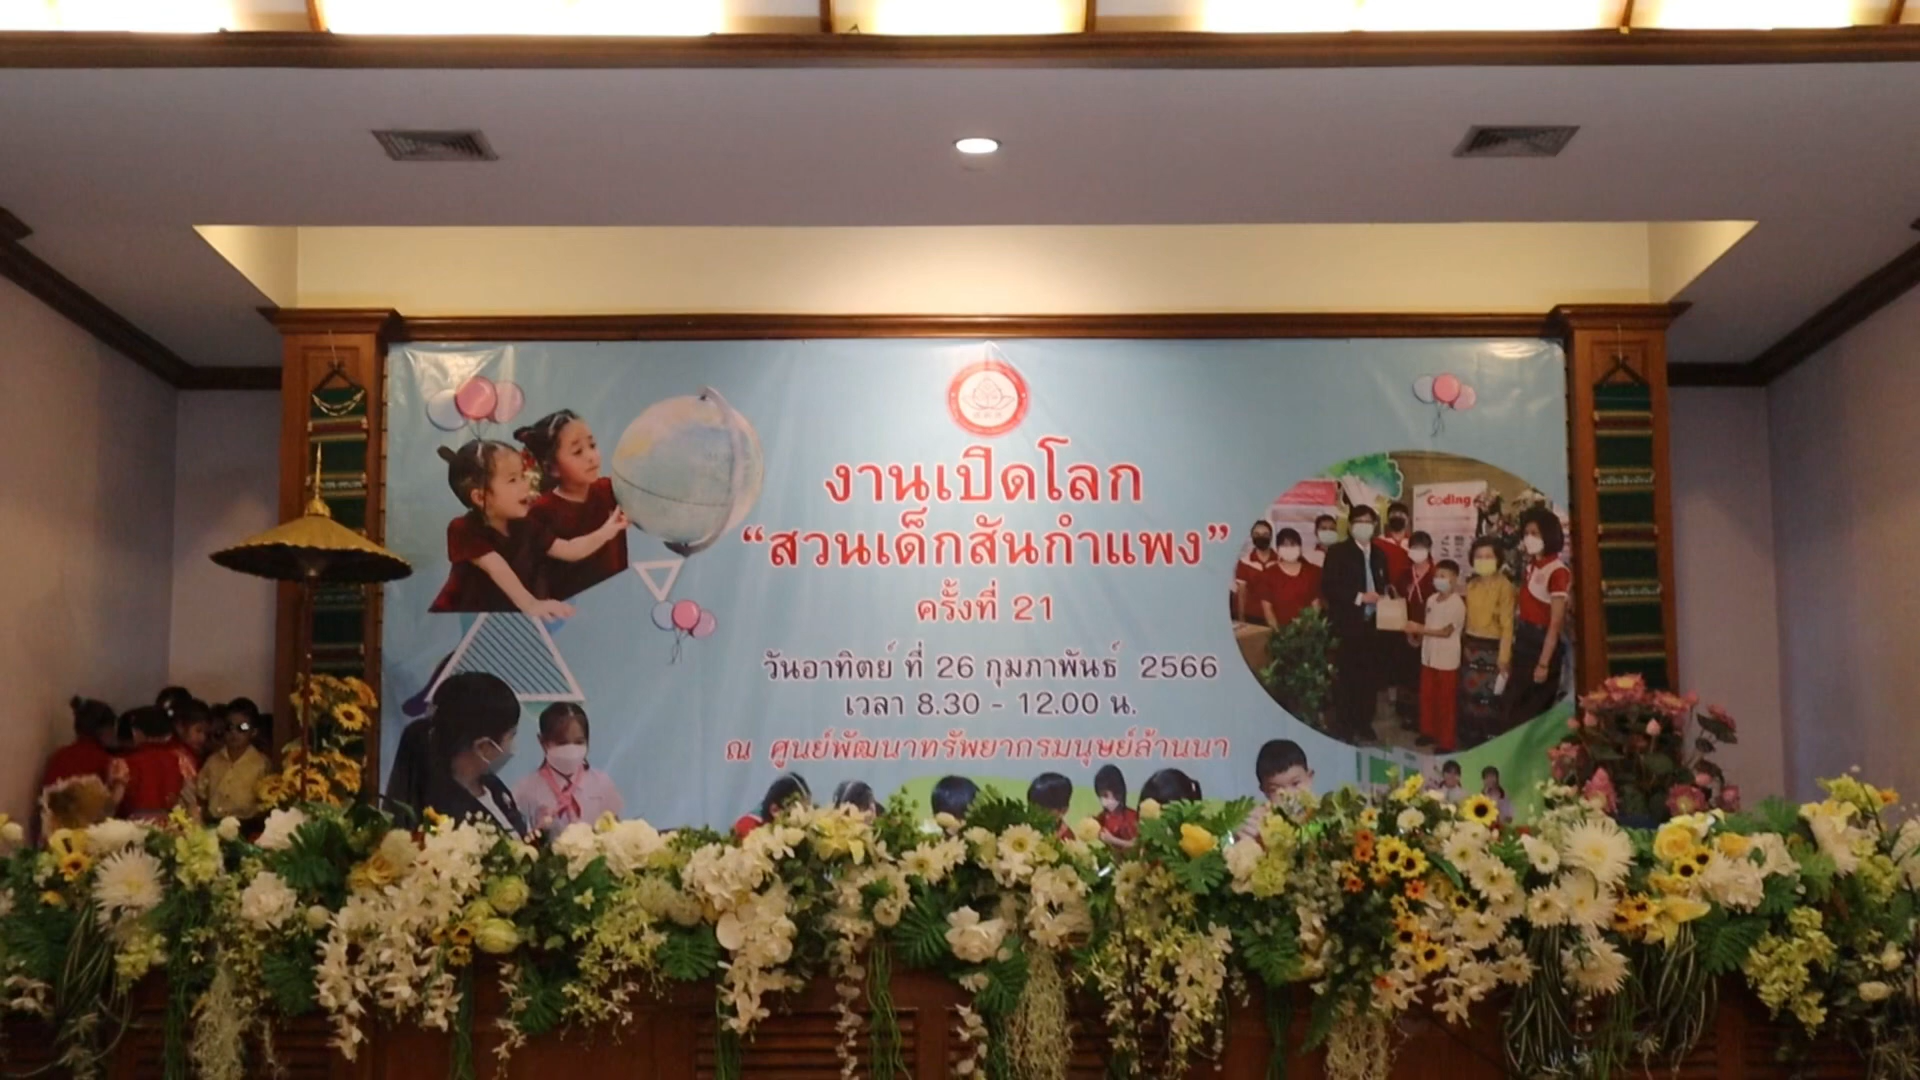 งานเปิดโลก
“สวนเด็กสันกำแพง”
ครั้งที่ 21
วันอาทิตย์ ที่ 26 กุมภาพันธ์ 2566
เวลา 8.30 - 12.00 น.
ณ ศูนย์พัฒนาทรัพยากรมนุษย์ล้านนา
Coding